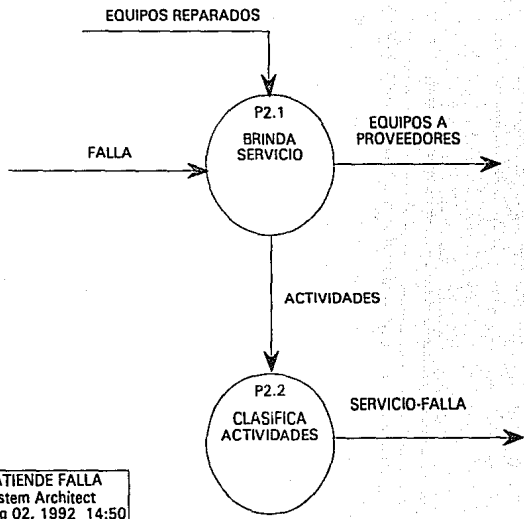 EQUIPOS REPARADOS
P2.1
BRINDA
SERVICIO
EQUIPOS A
PROVEEDORES
FALLA
ACTIVIDADES
P2.2
CLASIFICA
ACTIVIDADES
SERVICIO-FALLA
ATIENDE FALLA
stem Architect
02, 1992 14:50